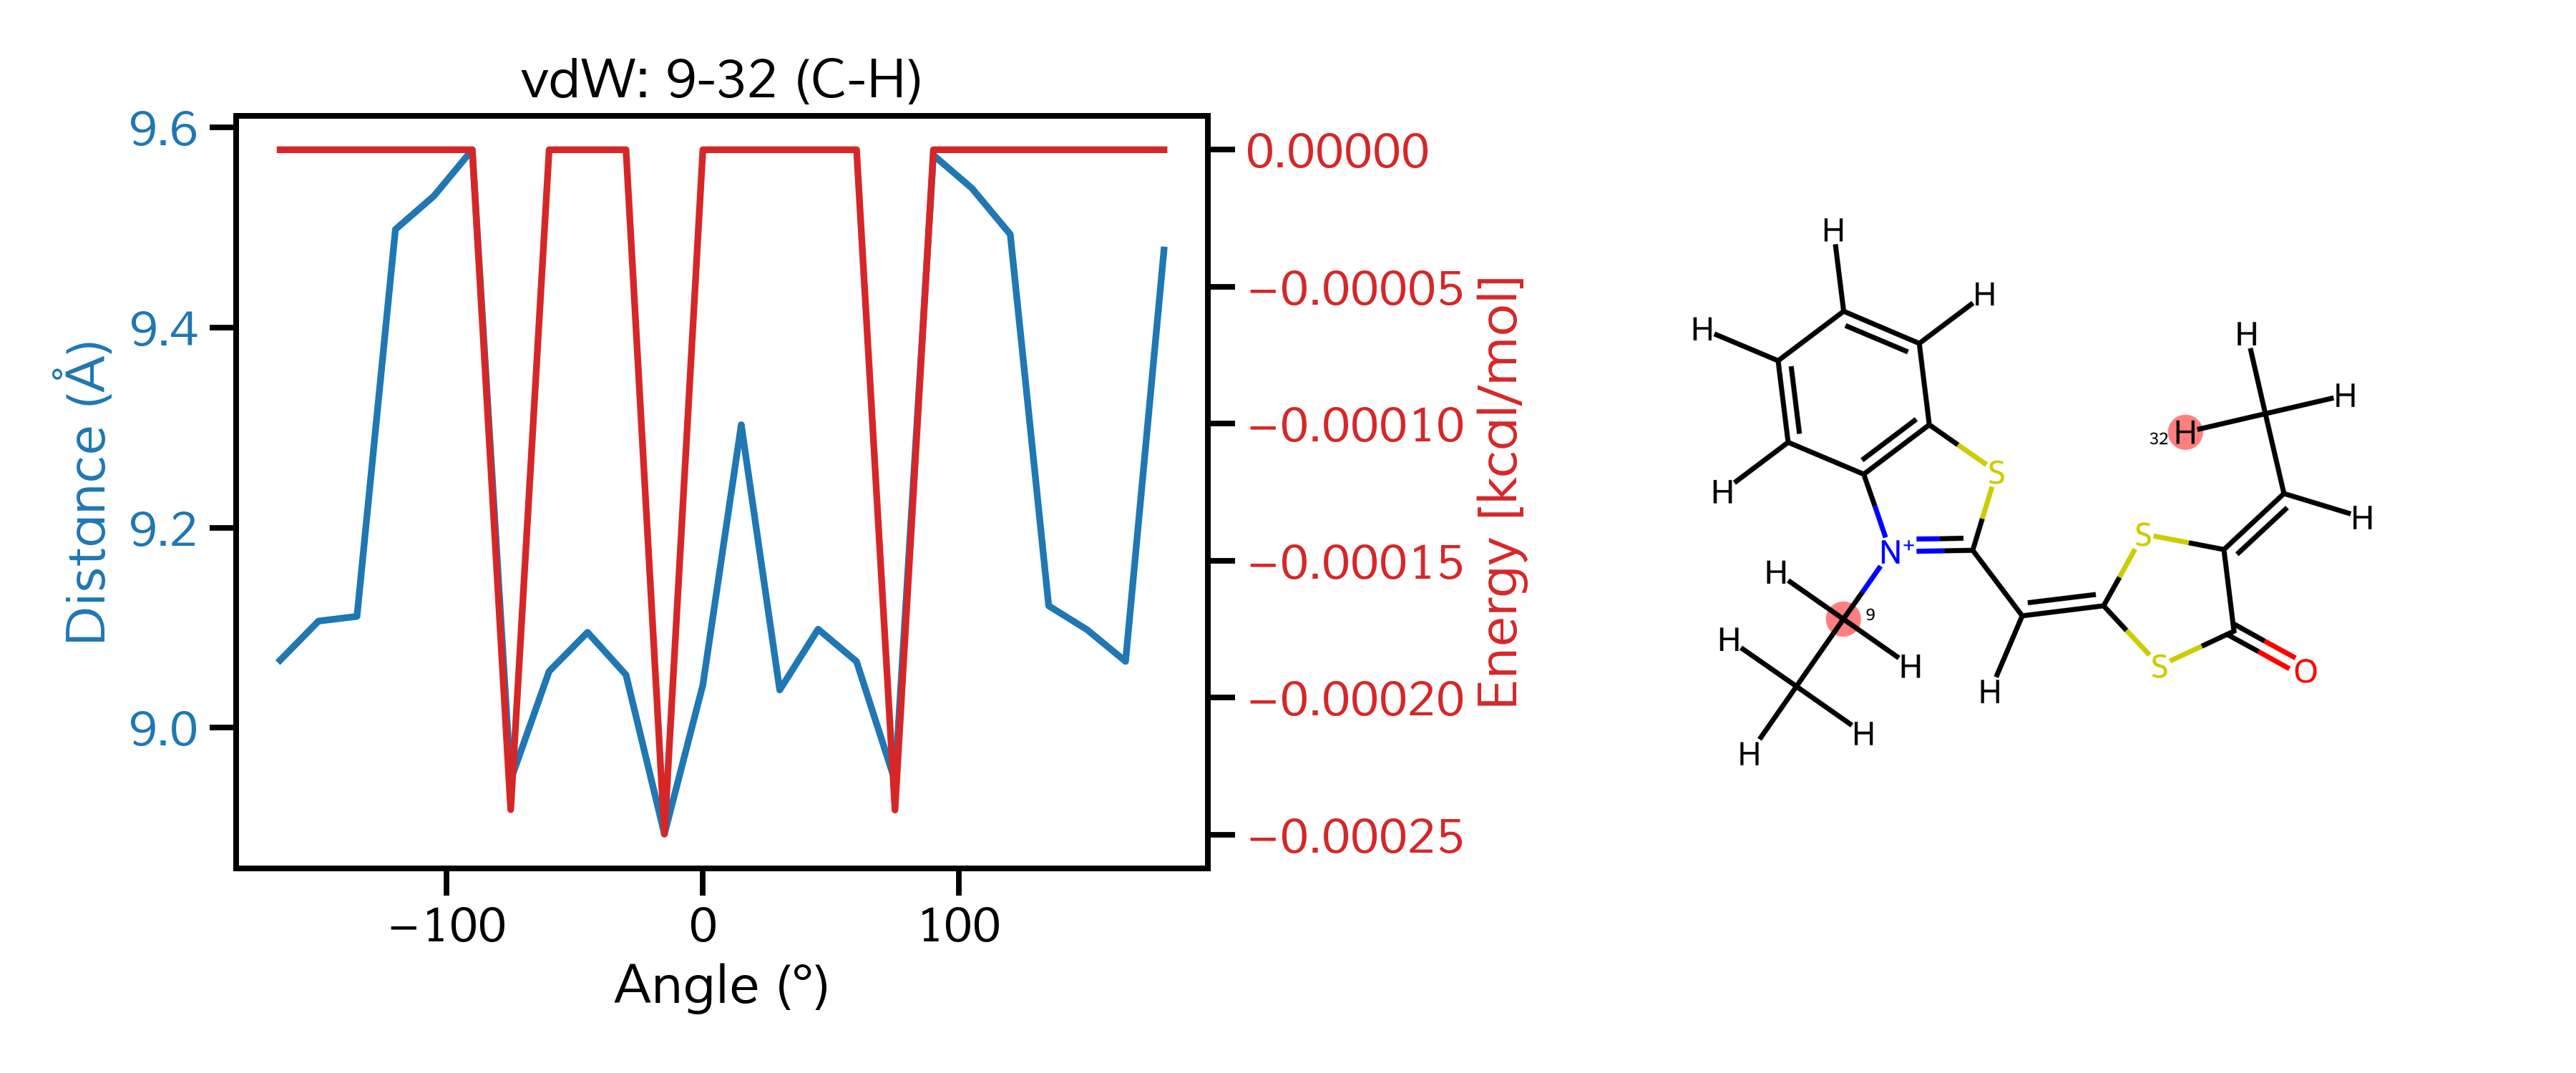 vdW: 9-32 (C-H)
9.6
9.4
9.2
9.0
Distance (Å)
0.00000
−0.00005
−0.00010
−0.00015
−0.00020
−0.00025
Energy [kcal/mol]
−100 0 100
Angle (°)
H
H
H
H
H
H
H
32 H
S
S
H
H
N+
H
9
H
H
S
O
H
H
H